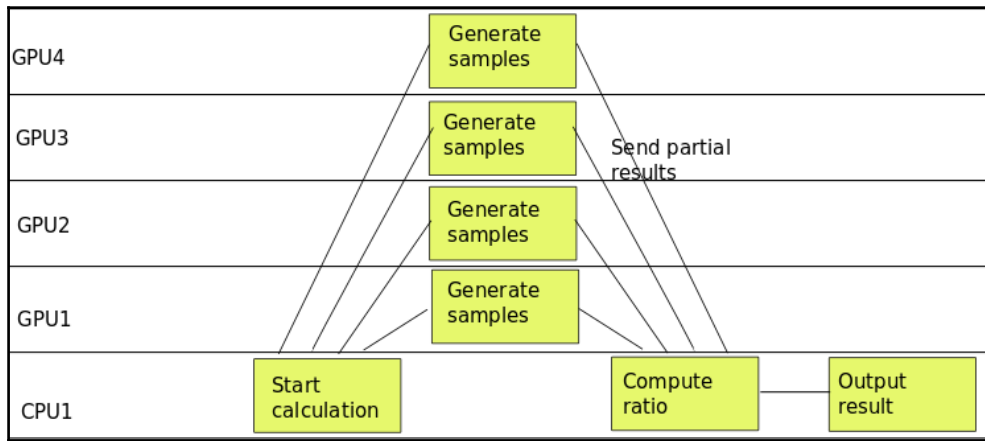 GPU4
Generate
samples
GPU3
Generate
samples
Send partial
results
GPU2
Generate
samples
GPU1
Generate
samples
CPU1
Start
calculation
Compute
ratio
Output
result